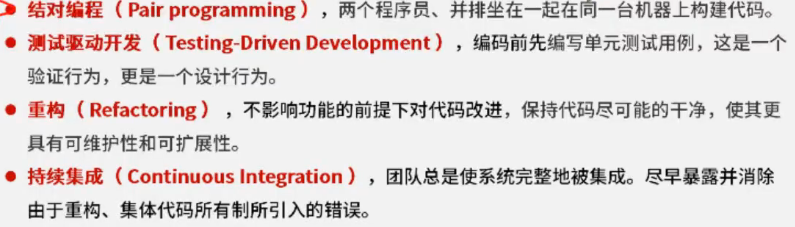 ● 结对编程（Pair programming），两个程序员、并排坐在一起在同一台机器上构建代码。
● 测试驱动开发（Testing-Driven Development），编码前先编写单元测试用例，这是一个
验证行为，更是一个设计行为。
● 重构（Refactoring），不影响功能的前提下对代码改进，保持代码尽可能的干净，使其更
具有可维护性和可扩展性。
● 持续集成（Continuous Integration），团队总是使系统完整地被集成。尽早暴露并消除
由于重构、集体代码所有制所引入的错误。